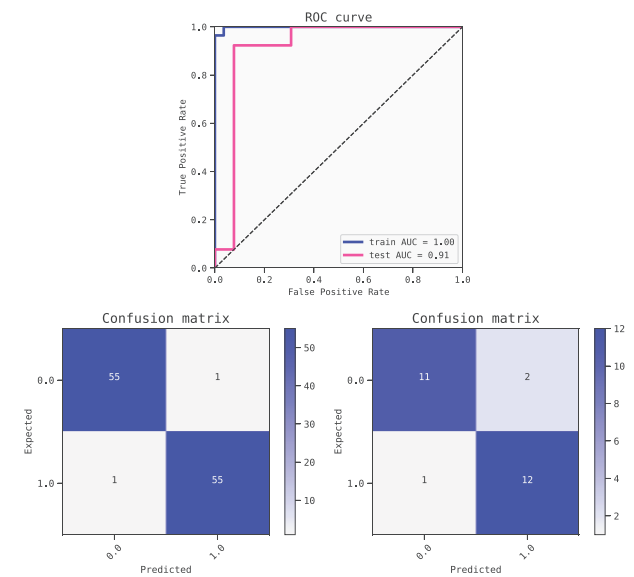 ROC curve
1.0
0.8
0.6
0.4
0.2
0.0
True Positive Rate
train AUC = 1.00
test AUC = 0.91
0.0 0.2 0.4 0.6 0.8 1.0
False Positive Rate
Confusion matrix
0.0
1.0
Expected
55 1
1 55
0.0 1.0
Predicted
50
40
30
20
10
Confusion matrix
0.0
1.0
Expected
11 2
1 12
0.0 1.0
Predicted
12
10
8
6
4
2